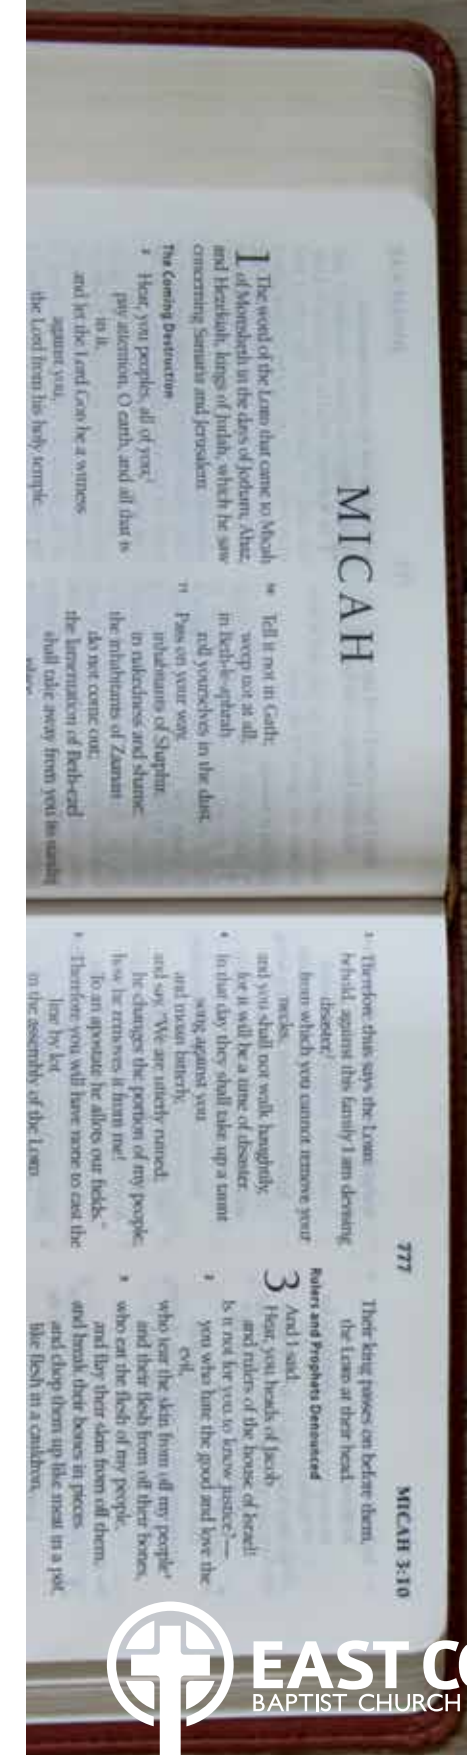 MICAH
1 The word of the LORD that came to Micah
of Moresheth in the days of Jotham, Ahaz,
and Hezekiah, kings of Judah, which he saw
concerning Samaria and Jerusalem.
The Coming Destruction
2 Hear, you peoples, all of you;
pay attention, O earth, and all that is
in it,
and let the Lord GOD be a witness
against you,
the Lord from his holy temple.
10 Tell it not in Gath;
weep not at all;
in Beth-le-aphrah
roll yourselves in the dust.
11 Pass on your way,
inhabitants of Shaphir,
in nakedness and shame;
the inhabitants of Zaanan
do not come out;
the lamentation of Beth-ezel
shall take away from you its standing
777
MICAH 3:10
3 Therefore thus says the LORD:
behold, against this family I am devising
disaster,
from which you cannot remove your
necks,
and you shall not walk haughtily,
for it will be a time of disaster.
4 In that day they shall take up a taunt
song against you
and moan bitterly,
and say, "We are utterly ruined;
he changes the portion of my people;
how he removes it from me!
To an apostate he allots our fields."
5 Therefore you will have none to cast the
line by lot
in the assembly of the LORD.
Their king passes on before them,
the LORD at their head.
Rulers and Prophets Denounced
3 And I said:
Hear, you heads of Jacob
and rulers of the house of Israel!
Is it not for you to know justice?—
2 you who hate the good and love the
evil,
who tear the skin from off my people
and their flesh from off their bones,
3 who eat the flesh of my people,
and flay their skin from off them,
and break their bones in pieces
and chop them up like meat in a pot,
like flesh in a cauldron.
EAST CO
BAPTIST CHURCH